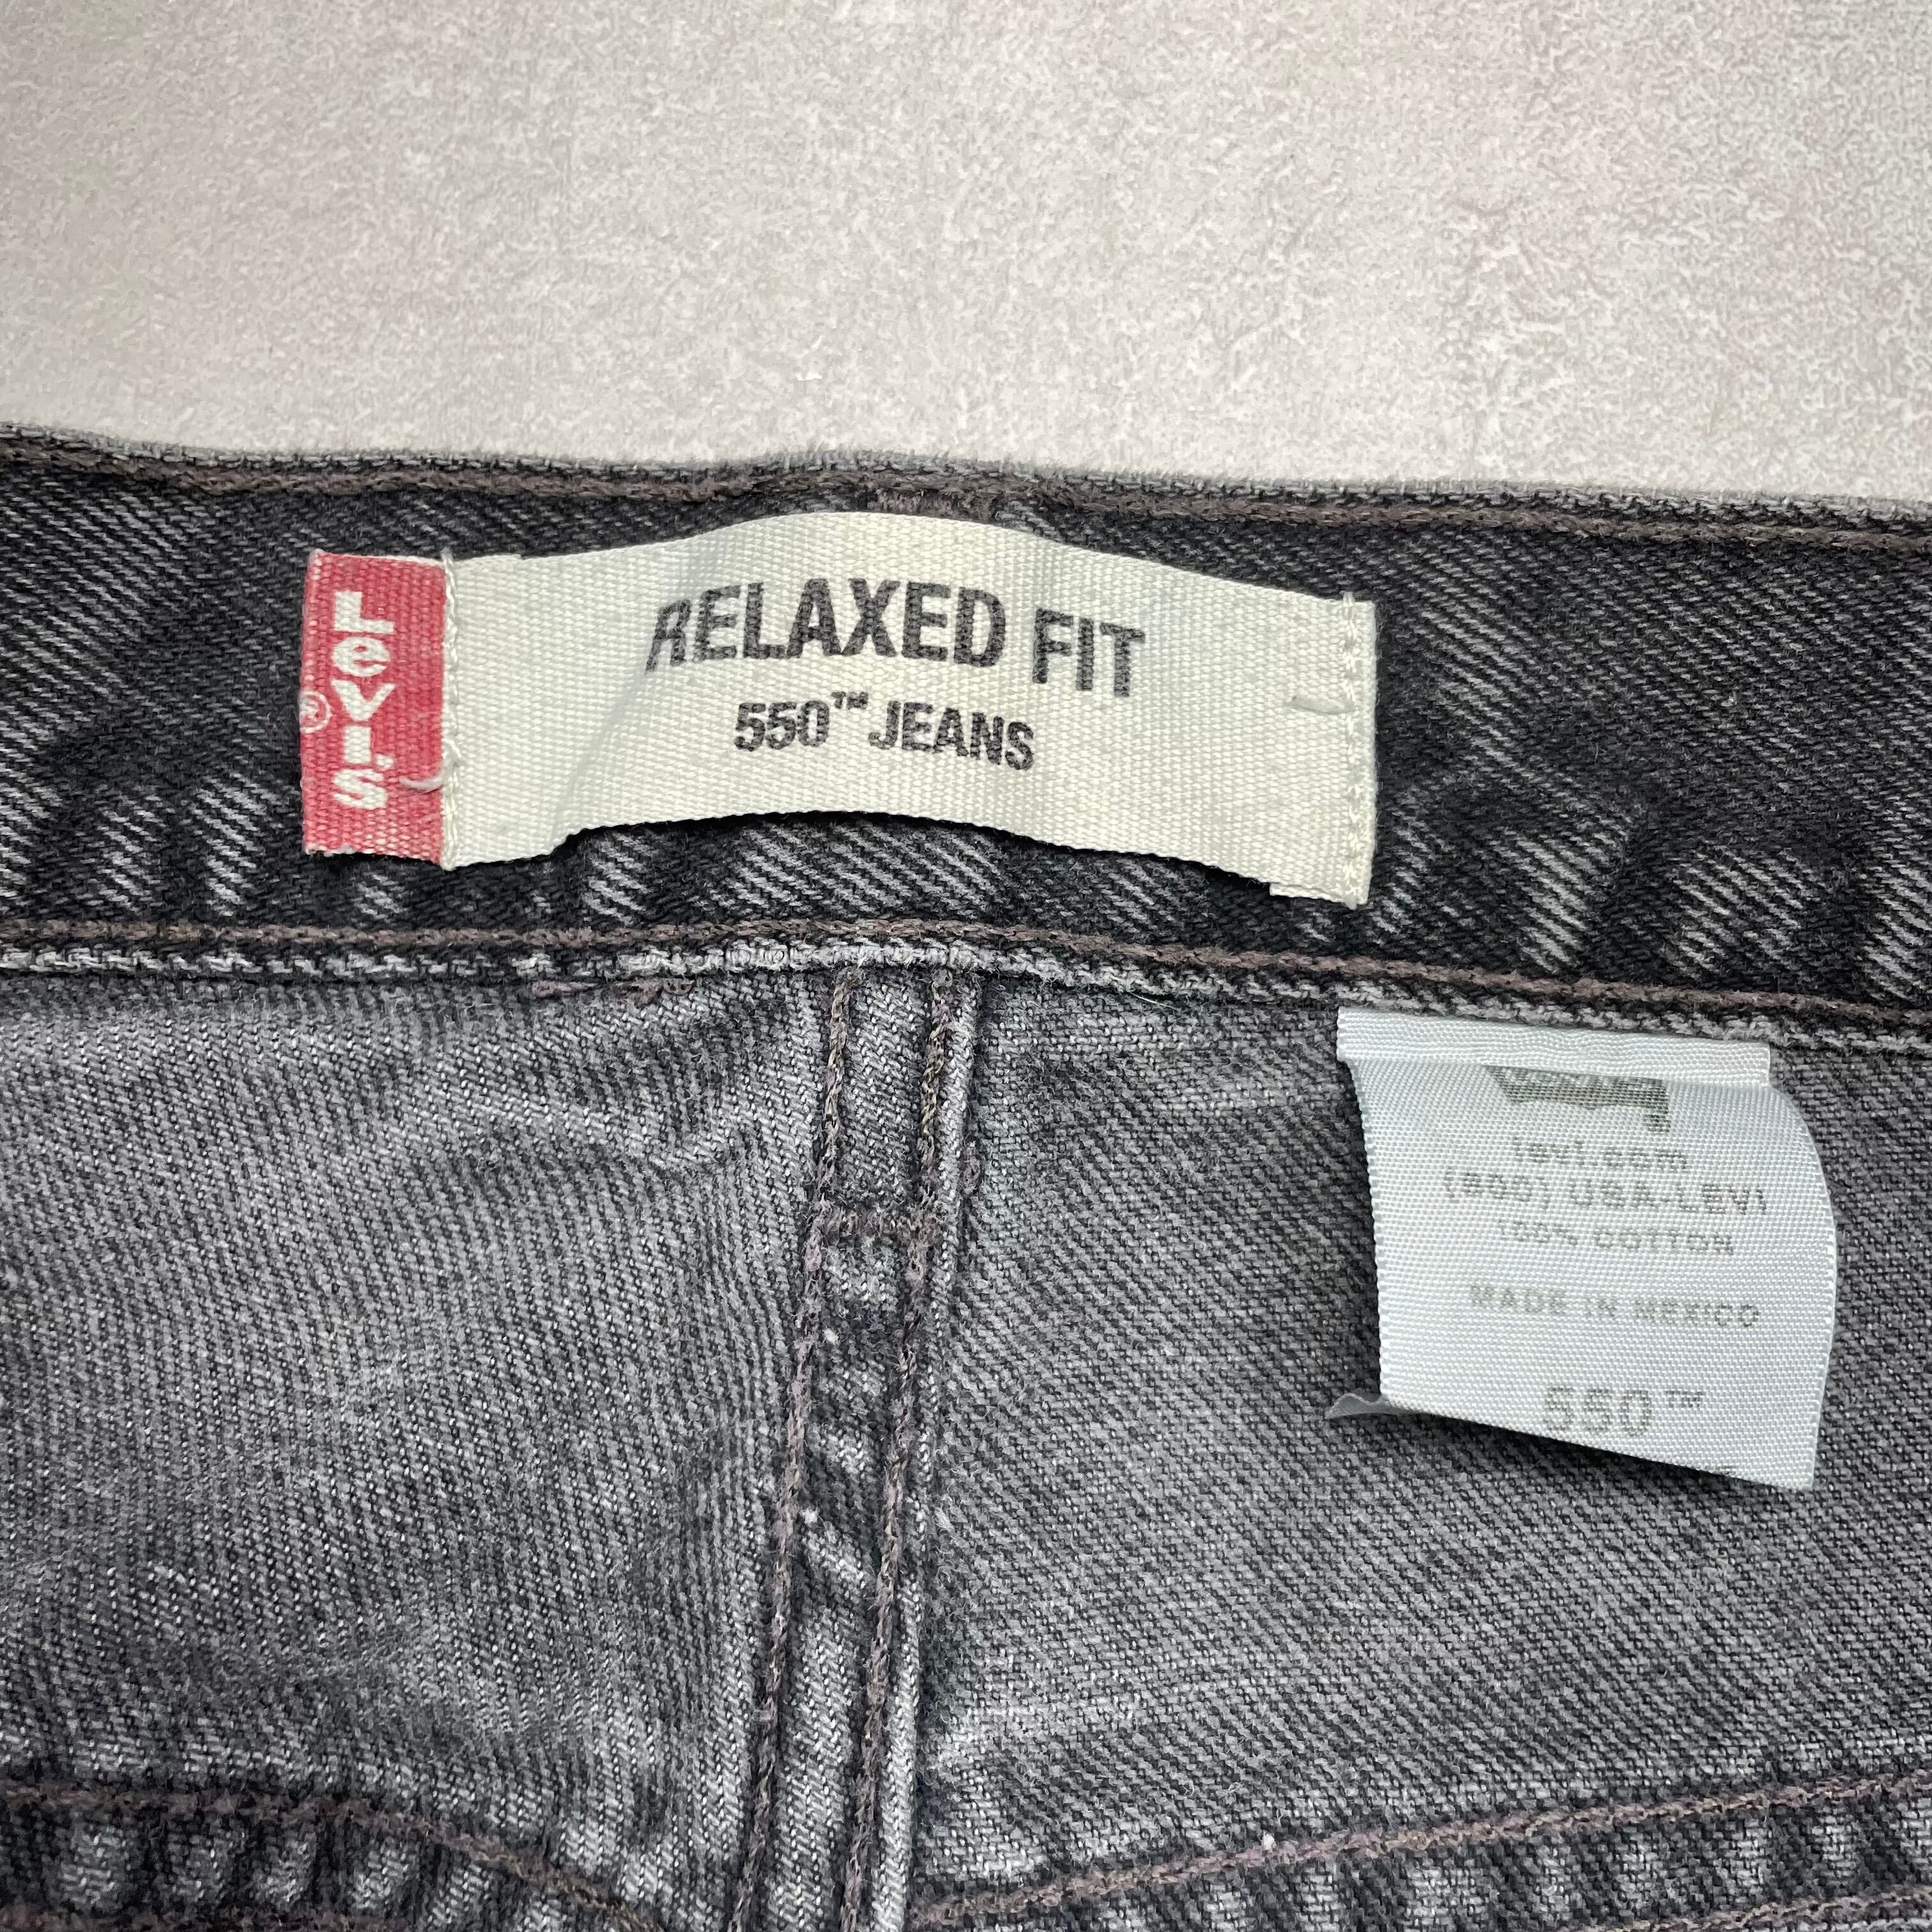 Levi's®
RELAXED FIT
550™ JEANS
levi.com
(800) USA-LEVI
100% COTTON
MADE IN MEXICO
550™